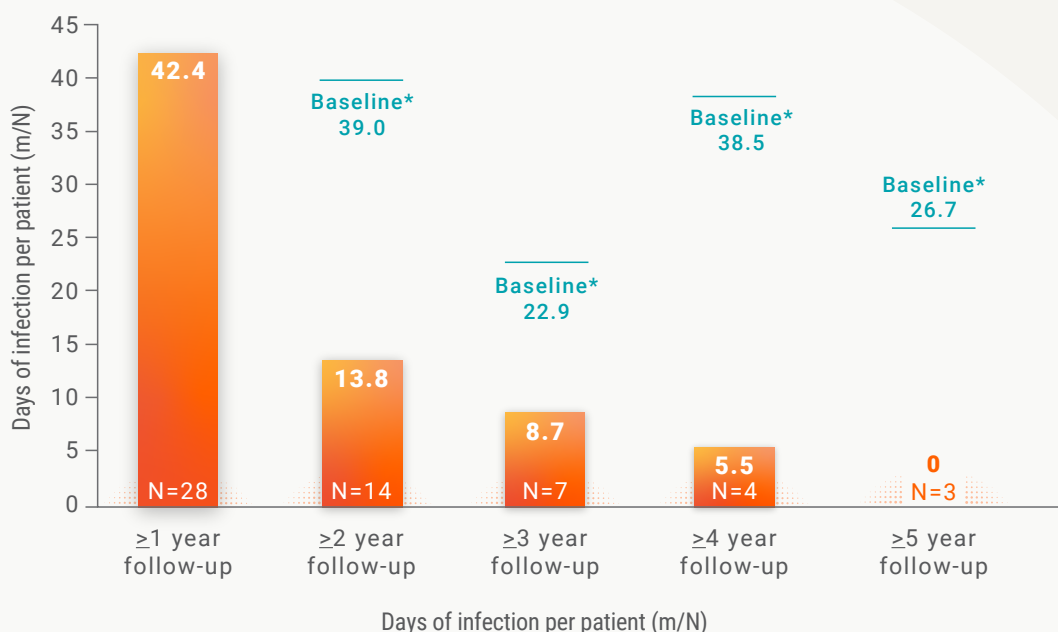 Days of infection per patient (m/N)
45
40
35
30
25
20
15
10
5
0
42.4
N=28
Baseline*
39.0
13.8
N=14
Baseline*
22.9
8.7
N=7
Baseline*
38.5
5.5
N=4
Baseline*
26.7
0
N=3
≥1 year
follow-up
≥2 year
follow-up
≥3 year
follow-up
≥4 year
follow-up
≥5 year
follow-up
Days of infection per patient (m/N)